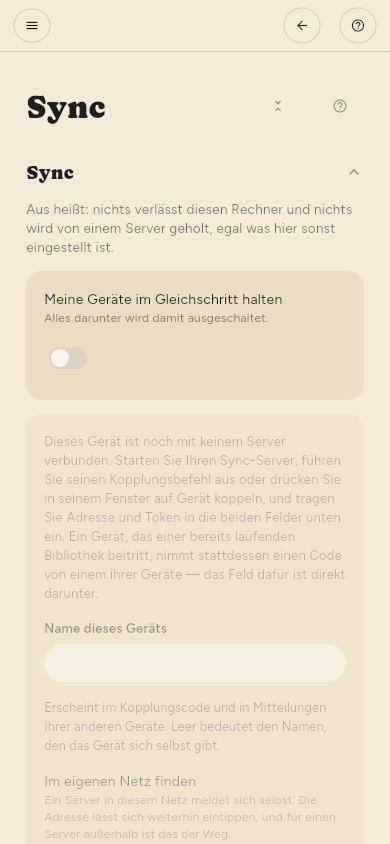 Sync
Sync
Aus heißt: nichts verlässt diesen Rechner und nichts
wird von einem Server geholt, egal was hier sonst
eingestellt ist.
Meine Geräte im Gleichschritt halten
Alles darunter wird damit ausgeschaltet.
Dieses Gerät ist noch mit keinem Server
verbunden. Starten Sie Ihren Sync-Server, führen
Sie seinen Kopplungsbefehl aus oder drücken Sie
in seinem Fenster auf Gerät koppeln, und tragen
Sie Adresse und Token in die beiden Felder unten
ein. Ein Gerät, das einer bereits laufenden
Bibliothek beitritt, nimmt stattdessen einen Code
von einem ihrer Geräte — das Feld dafür ist direkt
darunter.
Name dieses Geräts
Erscheint im Kopplungscode und in Mitteilungen
Ihrer anderen Geräte. Leer bedeutet den Namen,
den das Gerät sich selbst gibt.
Im eigenen Netz finden
Ein Server in diesem Netz meldet sich selbst. Die
Adresse lässt sich weiterhin eintippen, und für einen
Server außerhalb ist das der Weg.